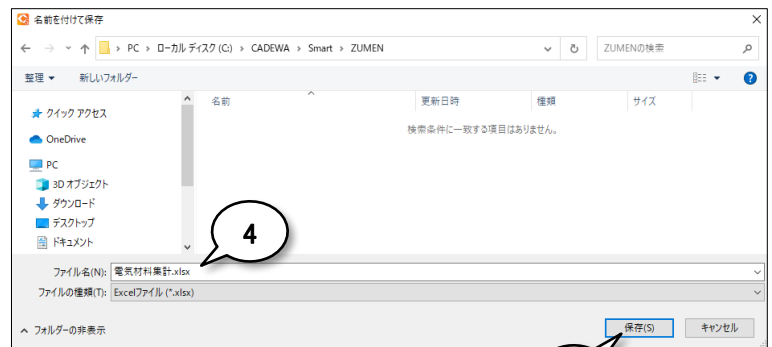 名前を付けて保存
PC › ローカル ディスク (C:) › CADEWA › Smart › ZUMEN
ZUMENの検索
整理 新しいフォルダー
名前 更新日時 種類 サイズ
検索条件に一致する項目はありません。
クイック アクセス
OneDrive
PC
3D オブジェクト
ダウンロード
デスクトップ
ドキュメント
4
ファイル名(N): 電気材料集計.xlsx
ファイルの種類(T): Excelファイル (*.xlsx)
フォルダーの非表示
保存(S) キャンセル